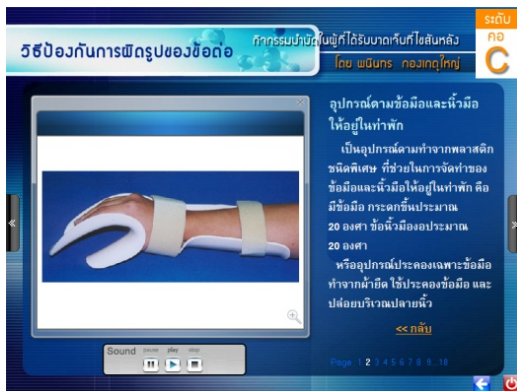 ระดับ
คอ
C
กิจกรรมบำบัดในผู้ที่ได้รับบาดเจ็บที่ไขสันหลัง
วิธีป้องกันการผิดรูปของข้อต่อ
โดย พนินทร กองเกตุใหญ่
อุปกรณ์ดามข้อมือและนิ้วมือ
ให้อยู่ในท่าพัก
เป็นอุปกรณ์ดามทำจากพลาสติก
ชนิดพิเศษ ที่ช่วยในการจัดท่าของ
ข้อมือและนิ้วมือให้อยู่ในท่าพัก คือ
มีข้อมือ กระดกขึ้นประมาณ
20 องศา ข้อนิ้วมืองอประมาณ
20 องศา
หรืออุปกรณ์ประคองเฉพาะข้อมือ
ทำจากผ้ายืด ใช้ประคองข้อมือ และ
ปล่อยบริเวณปลายนิ้ว
<< กลับ
Sound pause play stop
Page : 1 2 3 4 5 6 7 8 9...18